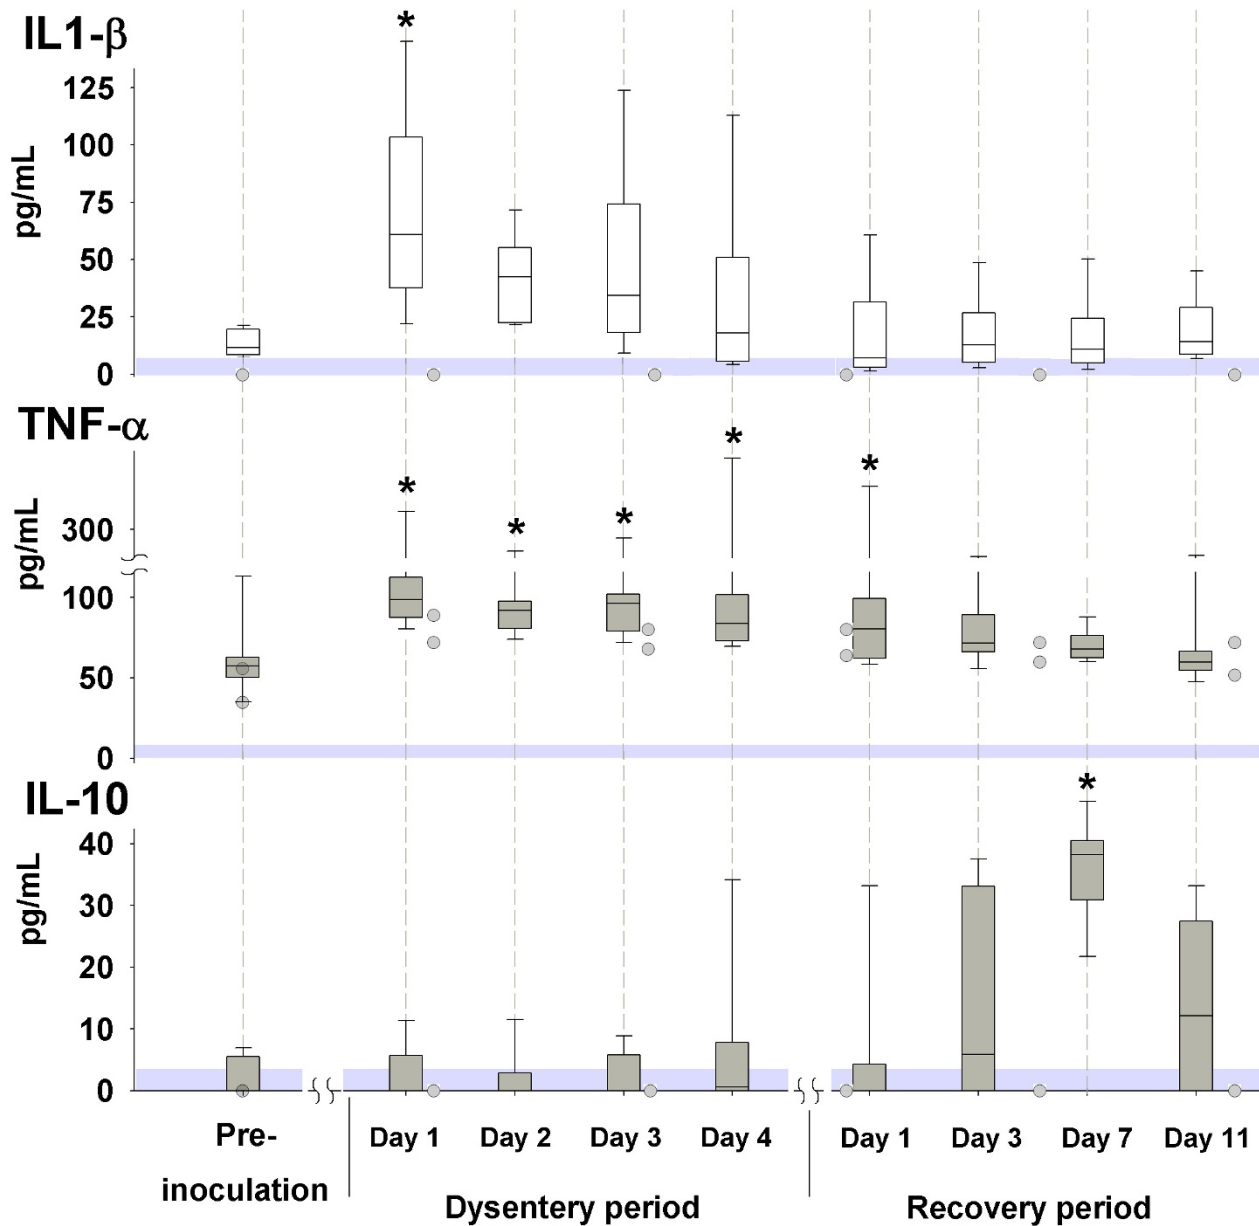 IL1-β
*
pg/mL
125
100
75
50
25
0
TNF-α
* * * * *
pg/mL
300
100
50
0
IL-10
*
pg/mL
40
30
20
10
0
Pre-
inoculation
Day 1 Day 2 Day 3 Day 4 Day 1 Day 3 Day 7 Day 11
Dysentery period Recovery period